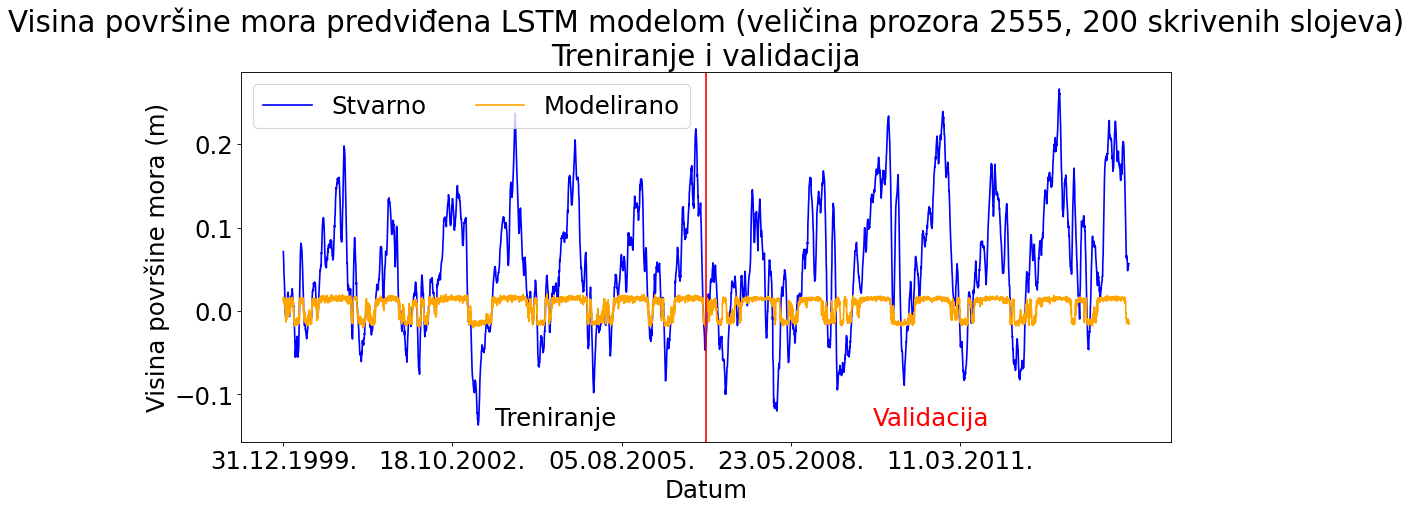 Visina površine mora predviđena LSTM modelom (veličina prozora 2555, 200 skrivenih slojeva)
Treniranje i validacija
Stvarno
Modelirano
Visina površine mora (m)
0.2
0.1
0.0
−0.1
Treniranje
Validacija
31.12.1999.
18.10.2002.
05.08.2005.
23.05.2008.
11.03.2011.
Datum